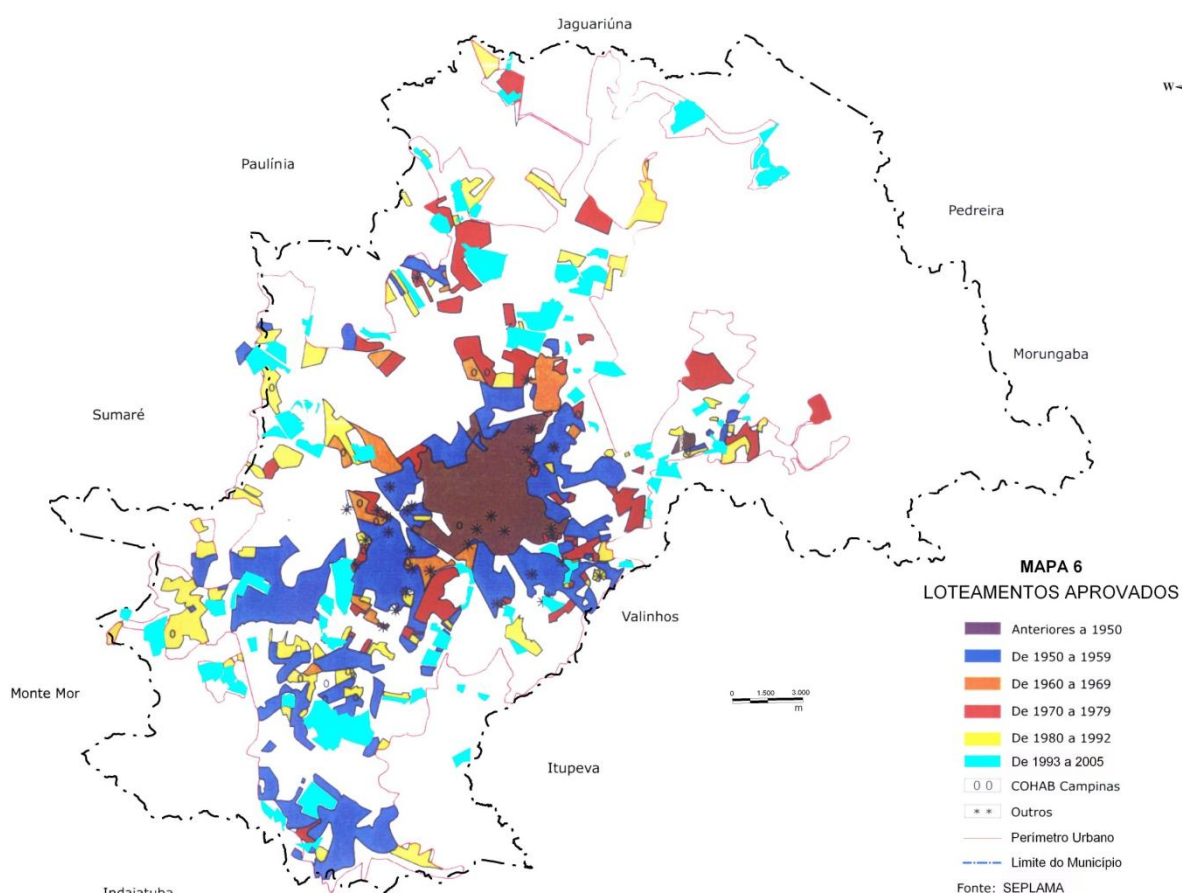 Jaguariúna
W
Paulínia
Pedreira
Morungaba
Sumaré
Valinhos
Monte Mor
Itupeva
Indaiatuba
0 1.500 3.000
m
MAPA 6
LOTEAMENTOS APROVADOS
Anteriores a 1950
De 1950 a 1959
De 1960 a 1969
De 1970 a 1979
De 1980 a 1992
De 1993 a 2005
0 0 COHAB Campinas
* * Outros
Perímetro Urbano
Limite do Município
Fonte: SEPLAMA